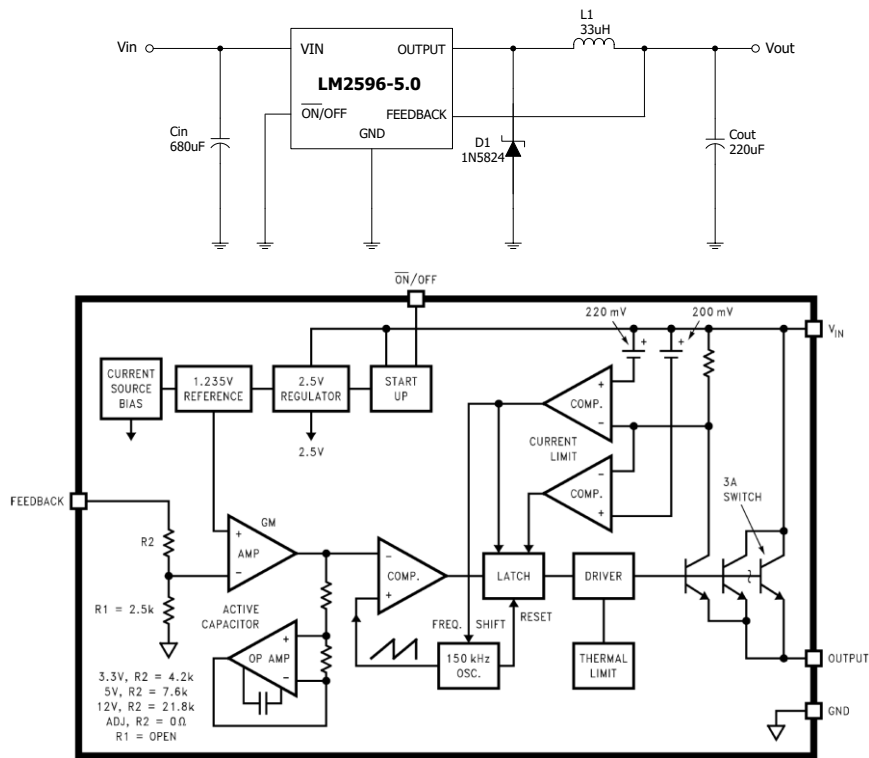 Vin
VIN
OUTPUT
LM2596-5.0
ON/OFF
FEEDBACK
GND
L1
33uH
Vout
Cin
680uF
D1
1N5824
Cout
220uF
ON/OFF
220 mV
200 mV
VIN
CURRENT
SOURCE
BIAS
1.235V
REFERENCE
2.5V
REGULATOR
START
UP
2.5V
+
COMP.
-
+
+
CURRENT
LIMIT
-
COMP.
+
3A
SWITCH
FEEDBACK
R2
R1 = 2.5k
GM
+
AMP
-
ACTIVE
CAPACITOR
+
OP AMP
-
-
COMP.
+
LATCH
DRIVER
FREQ. SHIFT
RESET
150 kHz
OSC.
THERMAL
LIMIT
OUTPUT
GND
3.3V, R2 = 4.2k
5V, R2 = 7.6k
12V, R2 = 21.8k
ADJ, R2 = 0Ω
R1 = OPEN